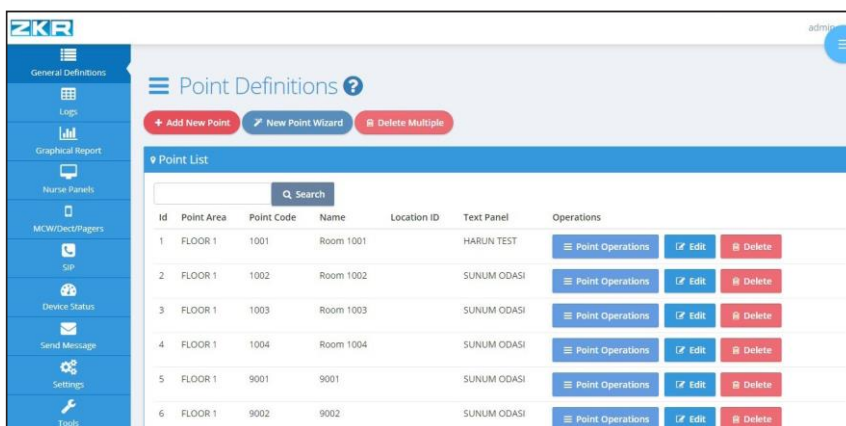 ZKR
admin
General Definitions
Logs
Graphical Report
Nurse Panels
MCW/Dect/Pagers
SIP
Device Status
Send Message
Settings
Tools
Point Definitions ?
+ Add New Point New Point Wizard Delete Multiple
Point List
Search
Id Point Area Point Code Name Location ID Text Panel Operations
1 FLOOR 1 1001 Room 1001 HARUN TEST Point Operations Edit Delete
2 FLOOR 1 1002 Room 1002 SUNUM ODASI Point Operations Edit Delete
3 FLOOR 1 1003 Room 1003 SUNUM ODASI Point Operations Edit Delete
4 FLOOR 1 1004 Room 1004 SUNUM ODASI Point Operations Edit Delete
5 FLOOR 1 9001 9001 SUNUM ODASI Point Operations Edit Delete
6 FLOOR 1 9002 9002 SUNUM ODASI Point Operations Edit Delete